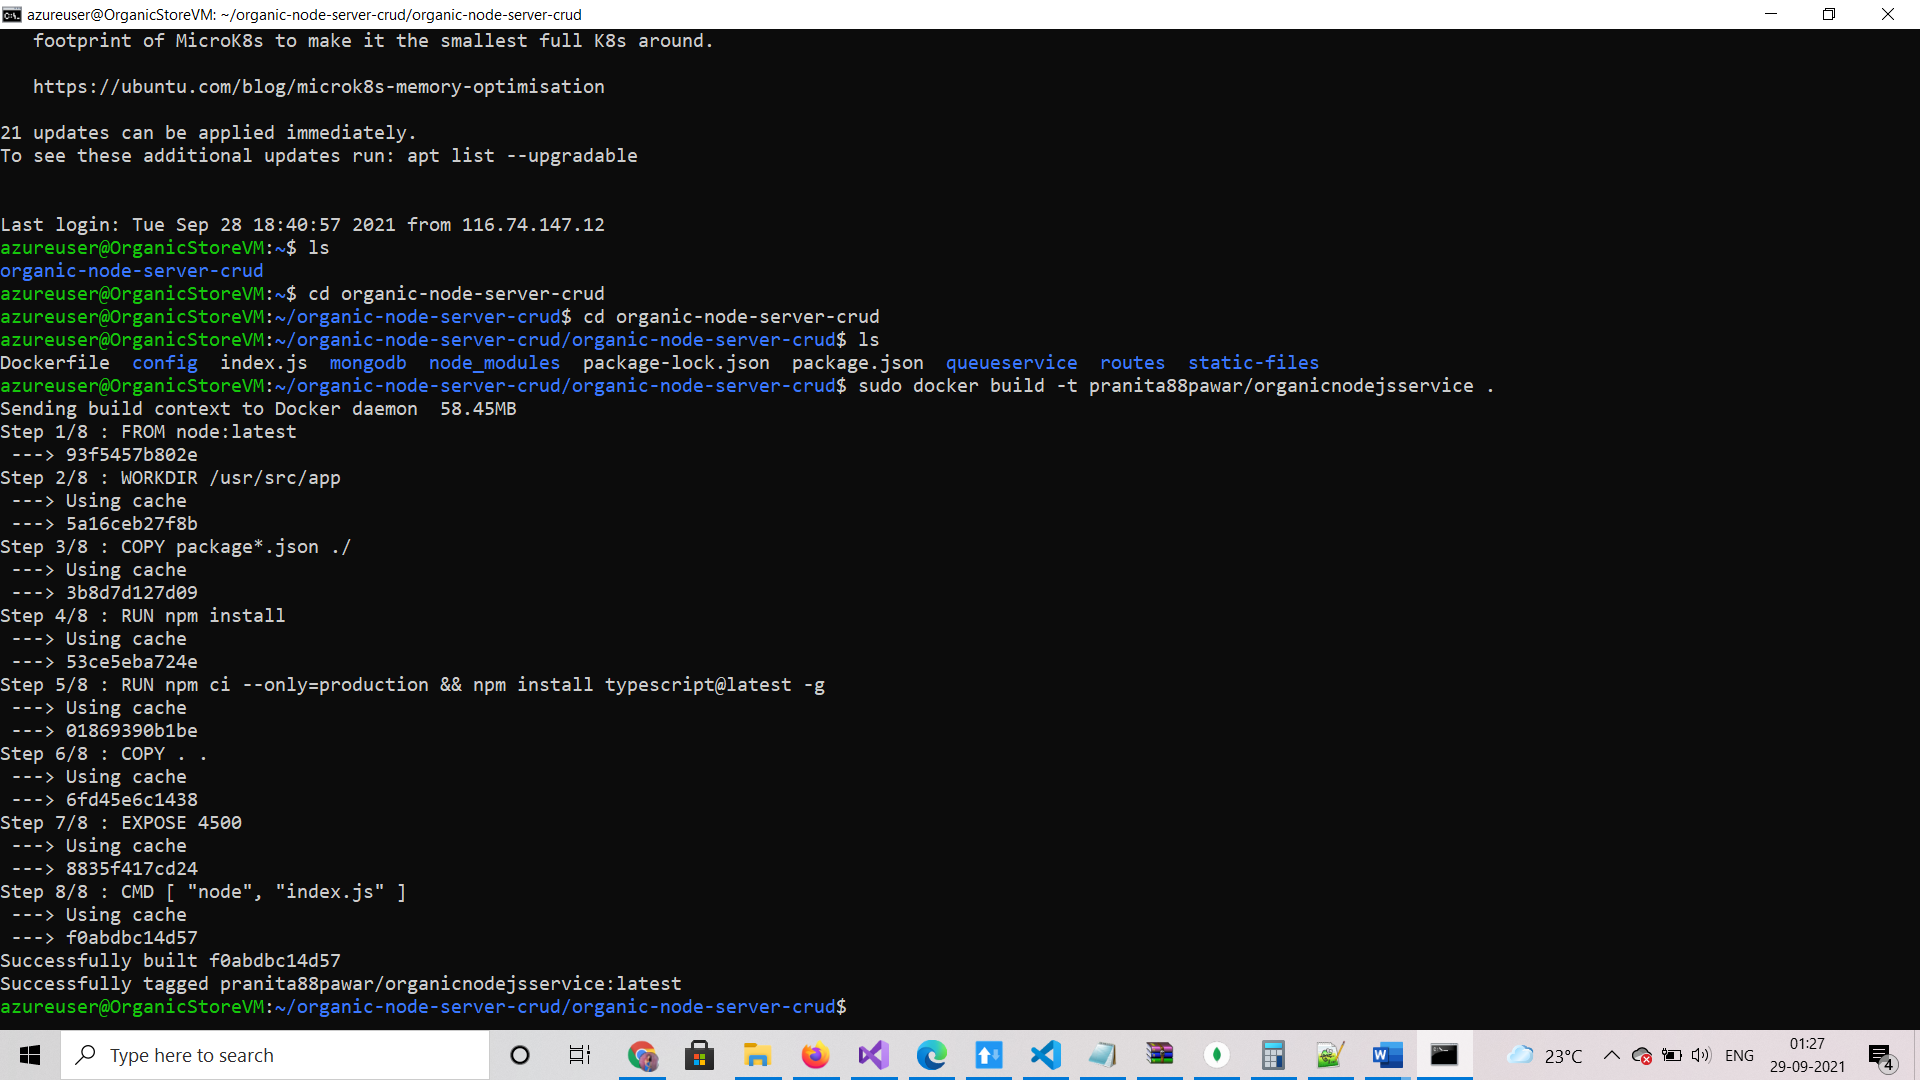 azureuser@OrganicStoreVM: ~/organic-node-server-crud/organic-node-server-crud
footprint of MicroK8s to make it the smallest full K8s around.
https://ubuntu.com/blog/microk8s-memory-optimisation
21 updates can be applied immediately.
To see these additional updates run: apt list --upgradable
Last login: Tue Sep 28 18:40:57 2021 from 116.74.147.12
azureuser@OrganicStoreVM:~$ ls
organic-node-server-crud
azureuser@OrganicStoreVM:~$ cd organic-node-server-crud
azureuser@OrganicStoreVM:~/organic-node-server-crud$ cd organic-node-server-crud
azureuser@OrganicStoreVM:~/organic-node-server-crud/organic-node-server-crud$ ls
Dockerfile  config  index.js  mongodb  node_modules  package-lock.json  package.json  queueservice  routes  static-files
azureuser@OrganicStoreVM:~/organic-node-server-crud/organic-node-server-crud$ sudo docker build -t pranita88pawar/organicnodejsservice .
Sending build context to Docker daemon  58.45MB
Step 1/8 : FROM node:latest
 ---> 93f5457b802e
Step 2/8 : WORKDIR /usr/src/app
 ---> Using cache
 ---> 5a16ceb27f8b
Step 3/8 : COPY package*.json ./
 ---> Using cache
 ---> 3b8d7d127d09
Step 4/8 : RUN npm install
 ---> Using cache
 ---> 53ce5eba724e
Step 5/8 : RUN npm ci --only=production && npm install typescript@latest -g
 ---> Using cache
 ---> 01869390b1be
Step 6/8 : COPY . .
 ---> Using cache
 ---> 6fd45e6c1438
Step 7/8 : EXPOSE 4500
 ---> Using cache
 ---> 8835f417cd24
Step 8/8 : CMD [ "node", "index.js" ]
 ---> Using cache
 ---> f0abdbc14d57
Successfully built f0abdbc14d57
Successfully tagged pranita88pawar/organicnodejsservice:latest
azureuser@OrganicStoreVM:~/organic-node-server-crud/organic-node-server-crud$
Type here to search
23°C
ENG
01:27
29-09-2021
4